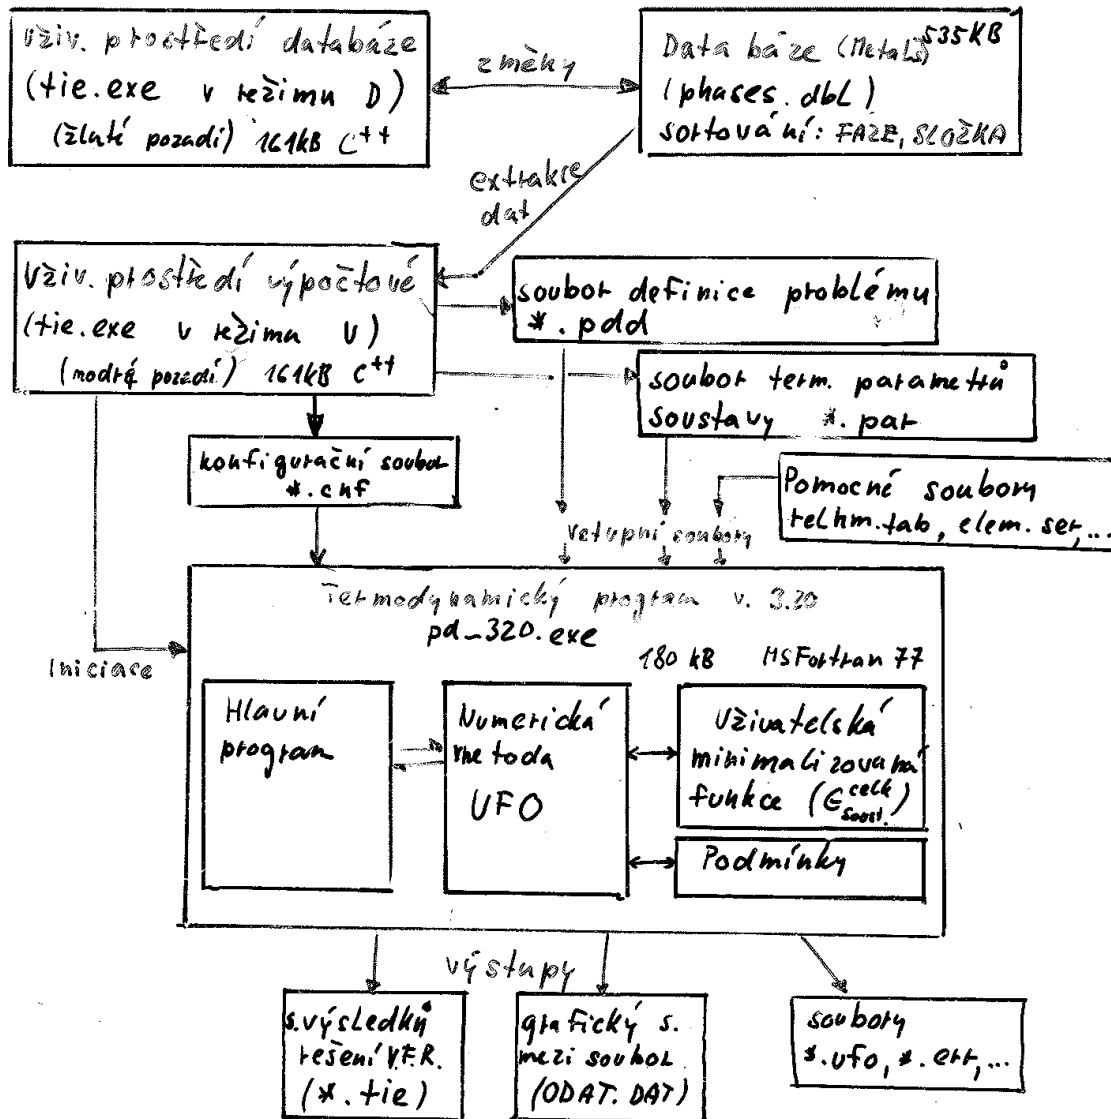 Uživ. prostředí databáze
(tie.exe v režimu D)
(žluté pozadí) 161kB C++
změny
Data báze (Metals) 535KB
(phases.dbl)
sortování: FÁZE, SLOŽKA
extrakce
dat
Uživ. prostředí výpočtové
(tie.exe v režimu V)
(modré pozadí) 161kB C++
soubor definice problému
*.pdd
soubor term. parametrů
soustavy *.par
konfigurační soubor
*.cnf
Pomocné soubory
relhm.tab, elem.ser,...
Vstupní soubory
Iniciace
Termodynamický program v. 3.20
pd_320.exe
180 kB MSFortran 77
Hlavní
program
Numerická
metoda
UFO
Uživatelská
minimalizovaná
funkce (G celk soust.)
Podmínky
výstupy
s.výsledků
řešení V.F.R.
(*.tie)
grafický s.
mezi soubor
(ODAT.DAT)
soubory
*.ufo, *.err,...